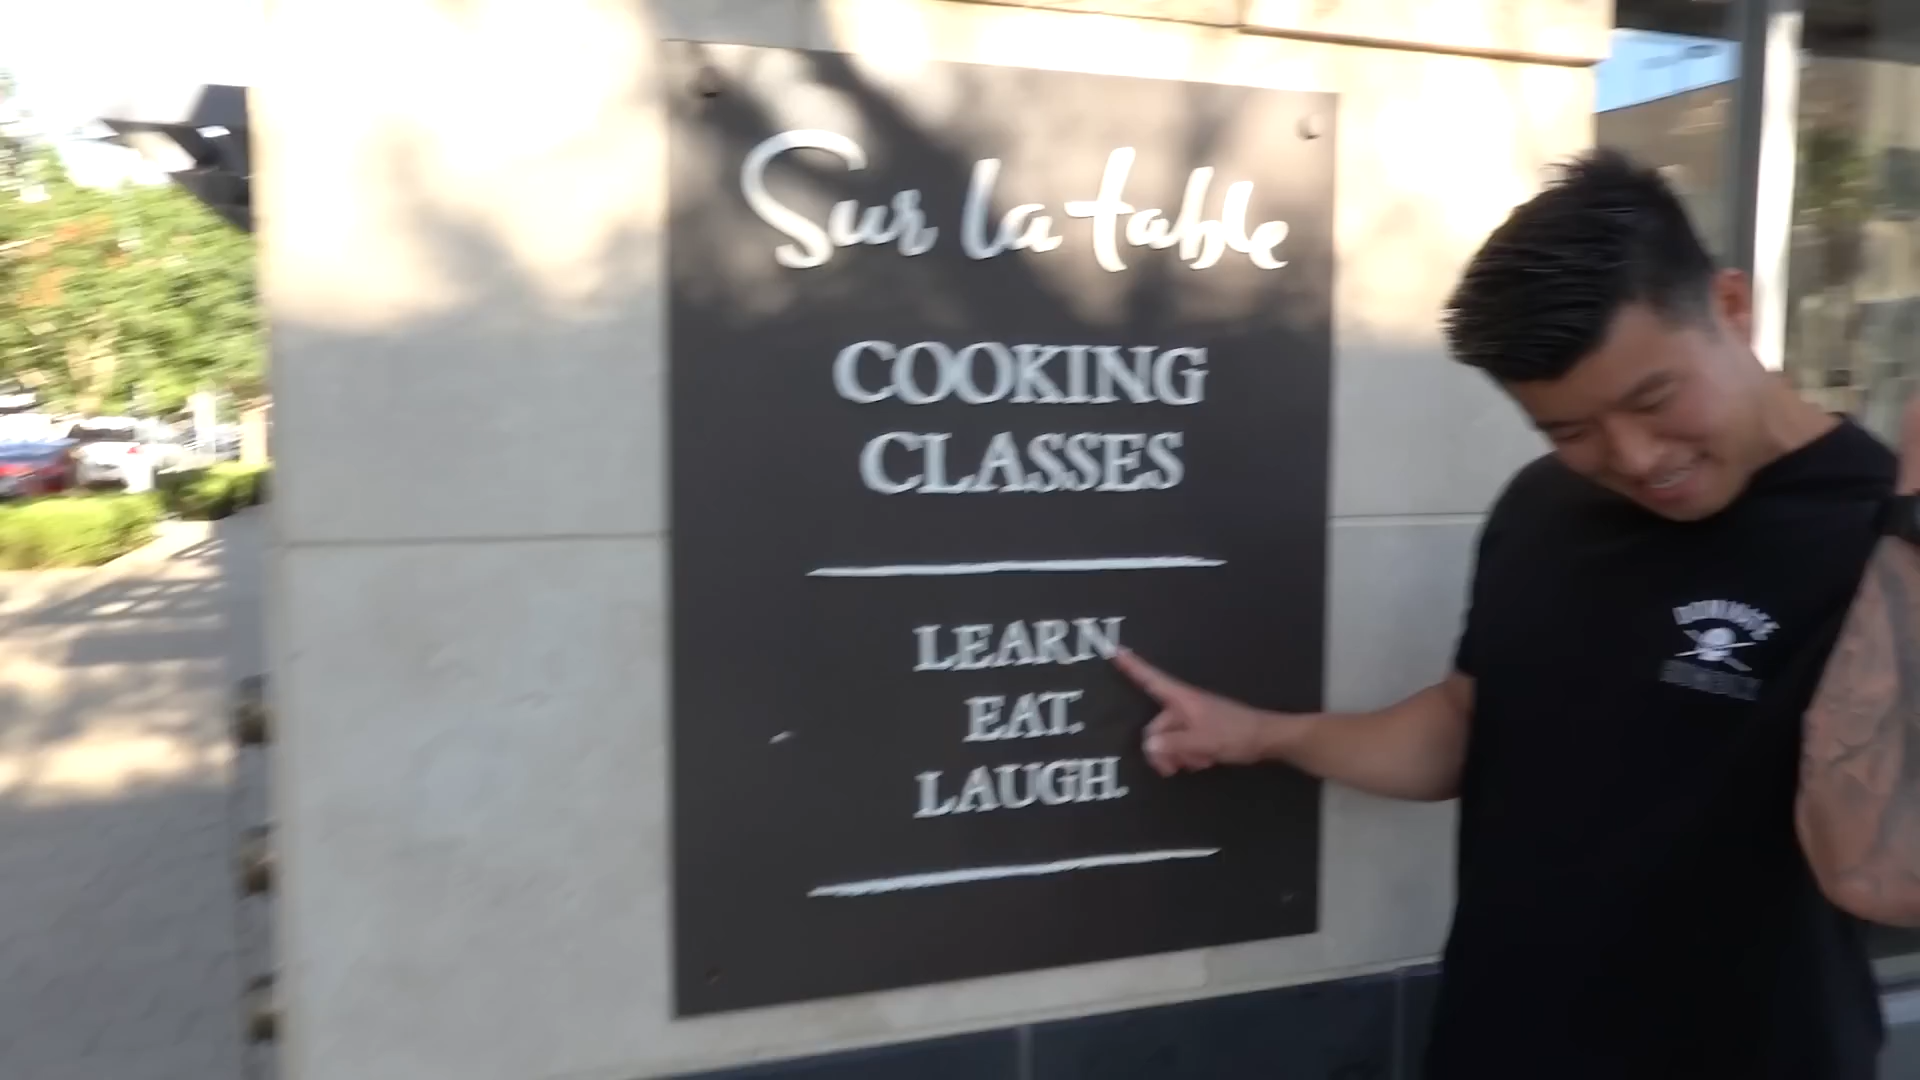 Sur la table
COOKING
CLASSES
LEARN.
EAT.
LAUGH.